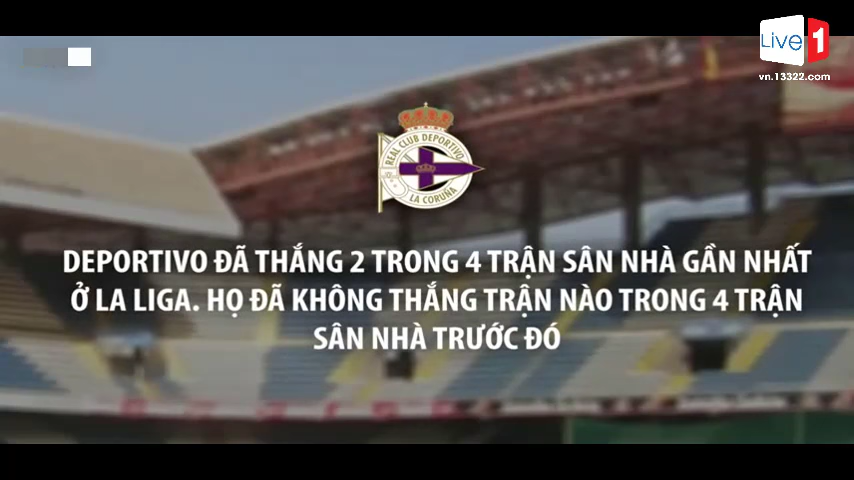 Live 1
vn.13322.com
REAL CLUB DEPORTIVO
LA CORUÑA
DEPORTIVO ĐÃ THẮNG 2 TRONG 4 TRẬN SÂN NHÀ GẦN NHẤT
Ở LA LIGA. HỌ ĐÃ KHÔNG THẮNG TRẬN NÀO TRONG 4 TRẬN
SÂN NHÀ TRƯỚC ĐÓ